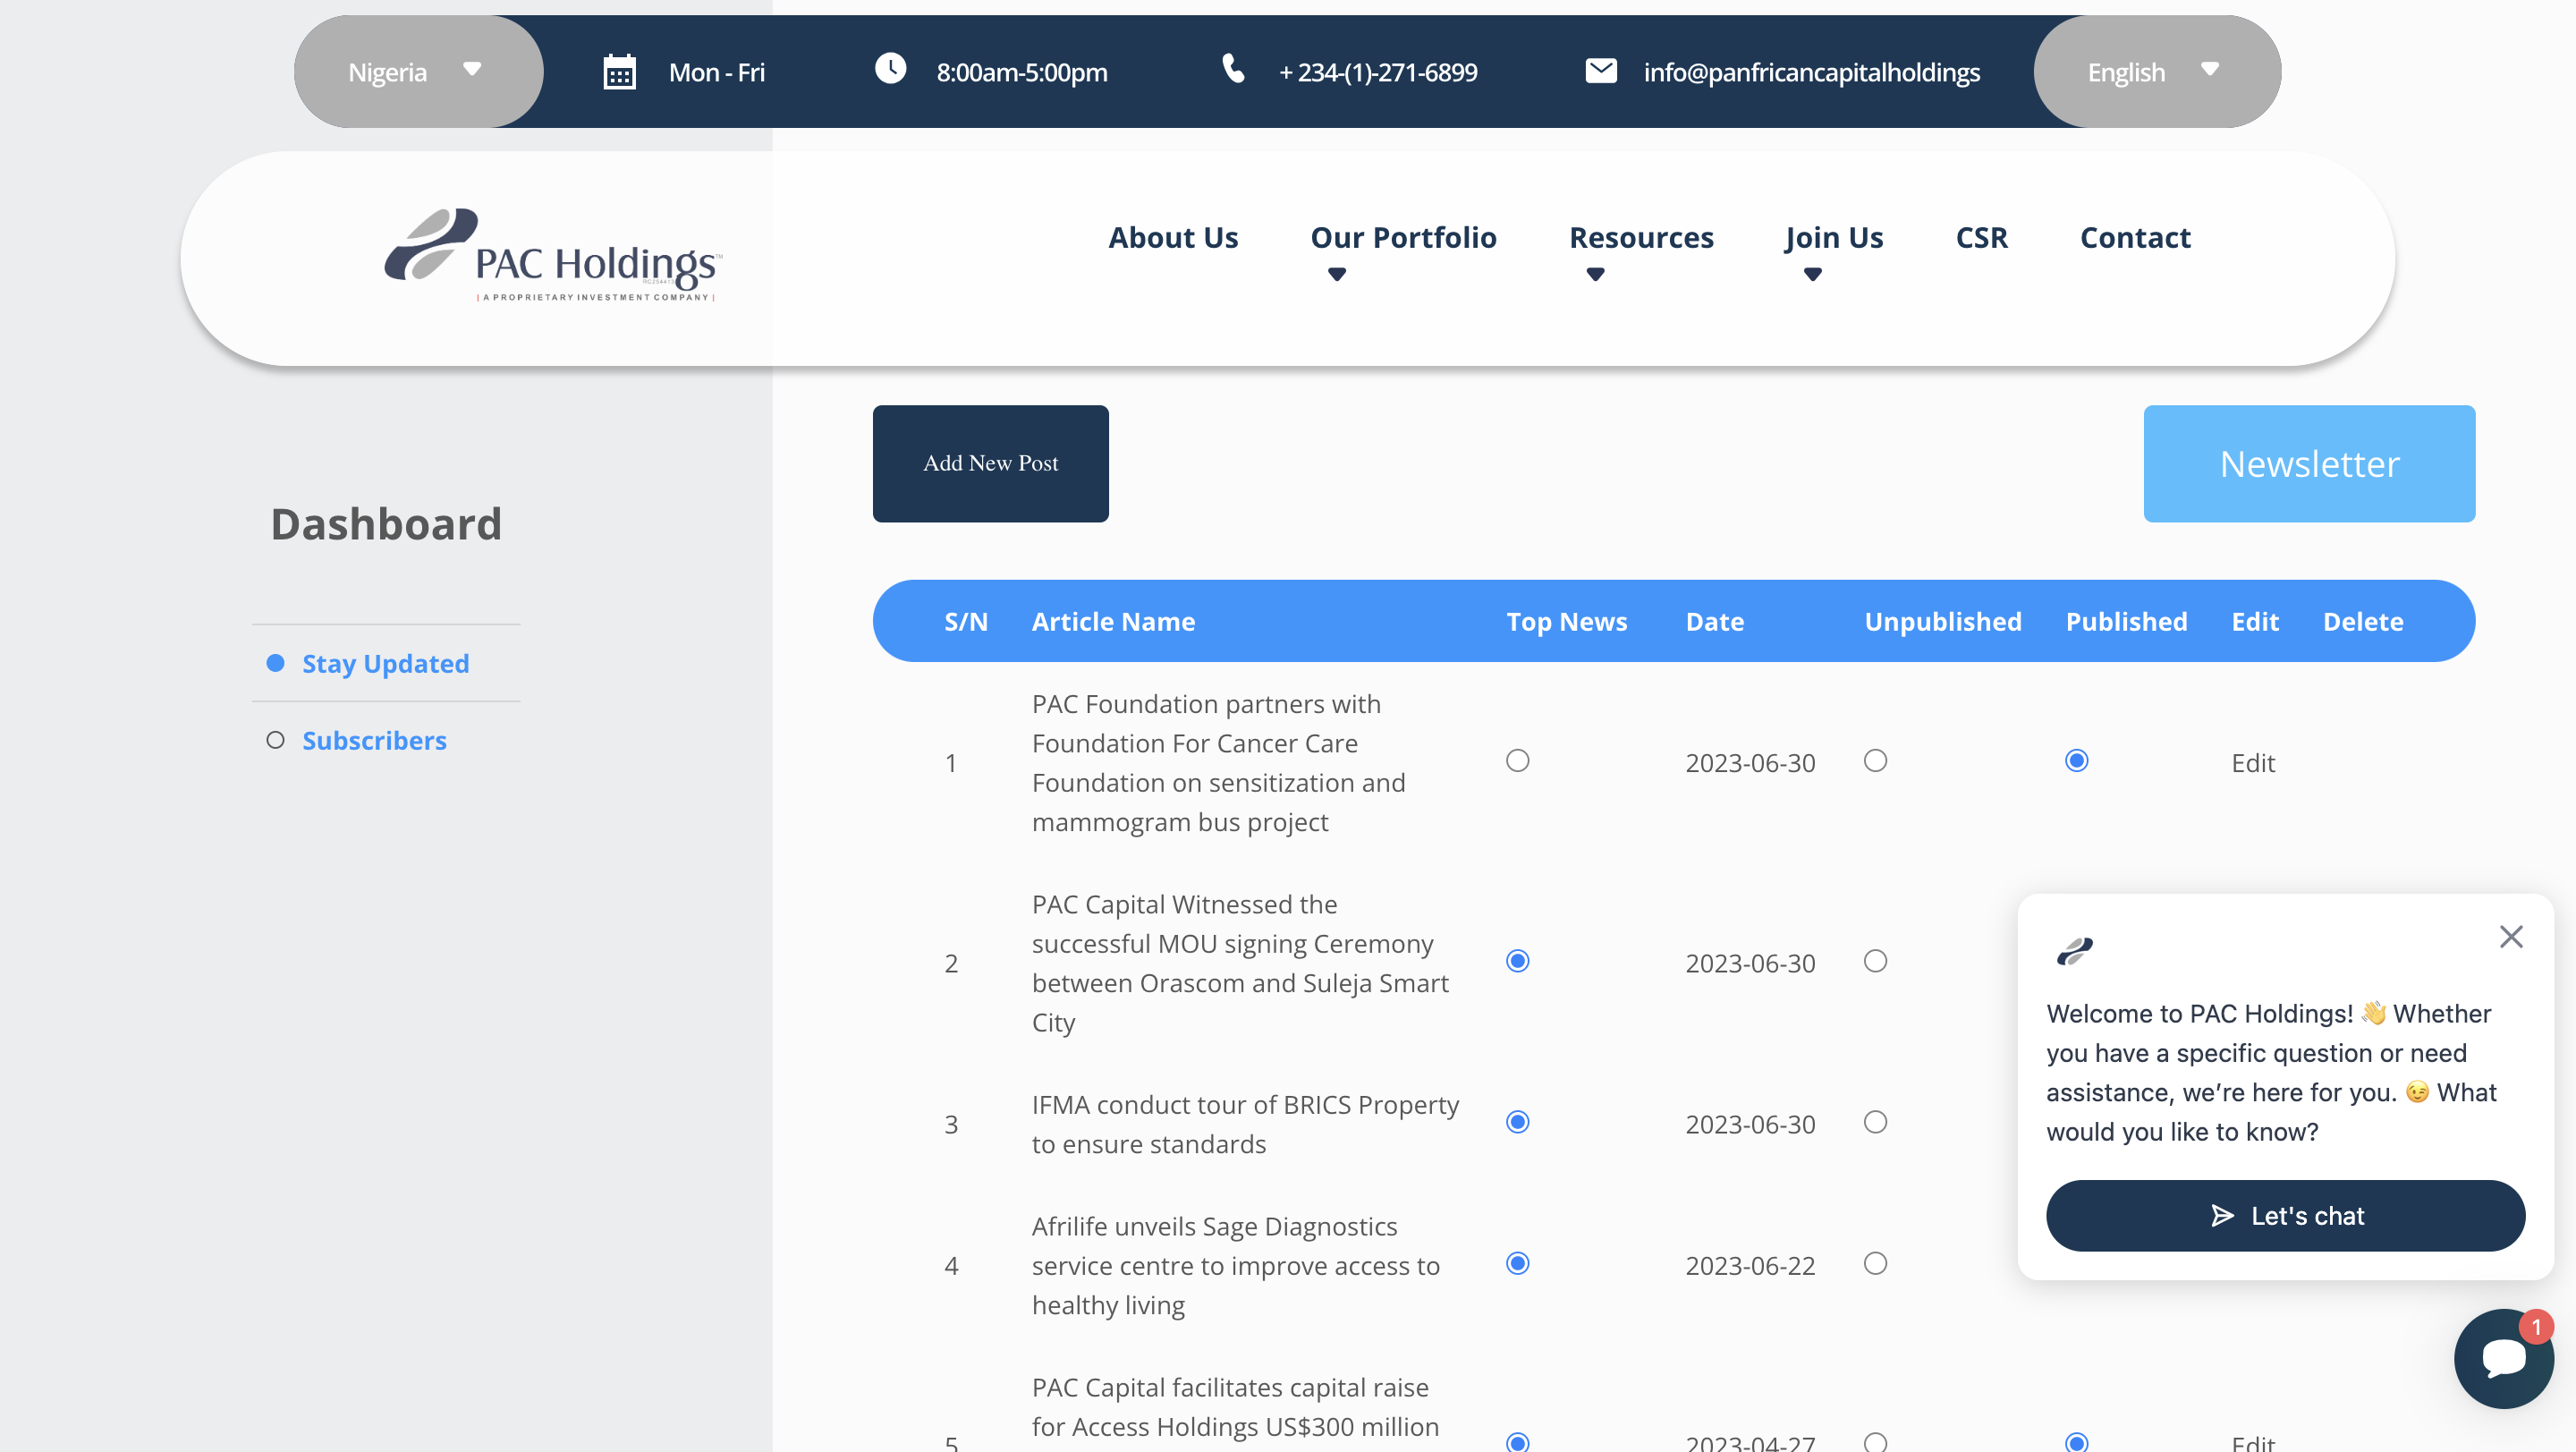 Nigeria
Mon - Fri
8:00am-5:00pm
+ 234-(1)-271-6899
info@panfricancapitalholdings
English
PAC Holdings™
| A PROPRIETARY INVESTMENT COMPANY |
About Us
Our Portfolio
Resources
Join Us
CSR
Contact
Add New Post
Newsletter
Dashboard
Stay Updated
Subscribers
S/N Article Name Top News Date Unpublished Published Edit Delete
PAC Foundation partners with
Foundation For Cancer Care
Foundation on sensitization and
mammogram bus project
1
2023-06-30
Edit
PAC Capital Witnessed the
successful MOU signing Ceremony
between Orascom and Suleja Smart
City
2
2023-06-30
IFMA conduct tour of BRICS Property
to ensure standards
3
2023-06-30
Afrilife unveils Sage Diagnostics
service centre to improve access to
healthy living
4
2023-06-22
PAC Capital facilitates capital raise
for Access Holdings US$300 million
5
2023-04-27
Edit
Welcome to PAC Holdings! 👋 Whether
you have a specific question or need
assistance, we’re here for you. 😉 What
would you like to know?
Let's chat
1